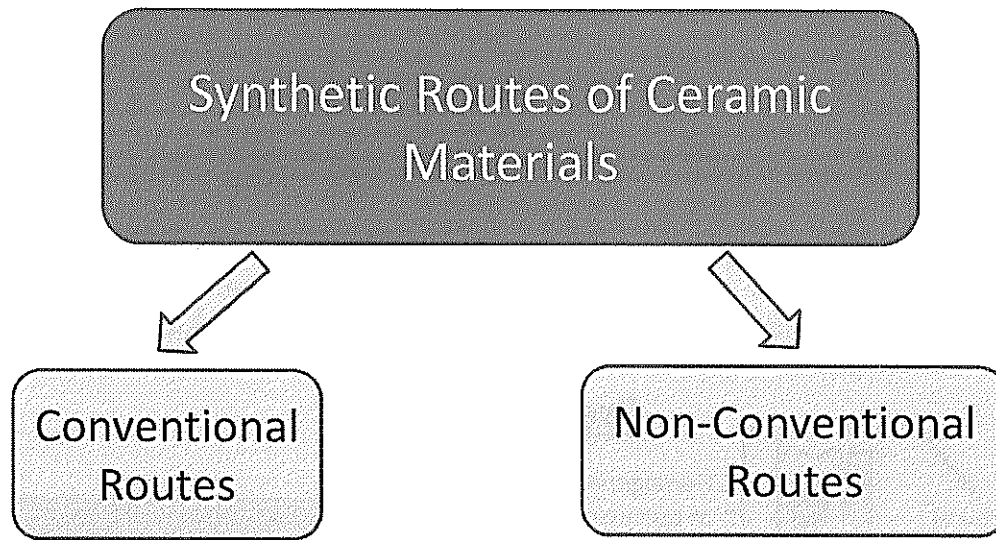 Synthetic Routes of Ceramic
Materials
Conventional
Routes
Non-Conventional
Routes